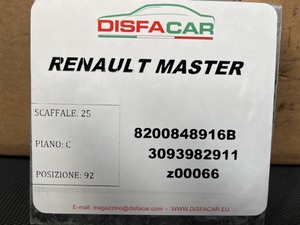 DISFACAR
RENAULT MASTER
SCAFFALE: 25
PIANO: C
POSIZIONE: 92
8200848916B
3093982911
z00066
E-mail: magazzino@disfacar.com - WWW.DISFACAR.EU